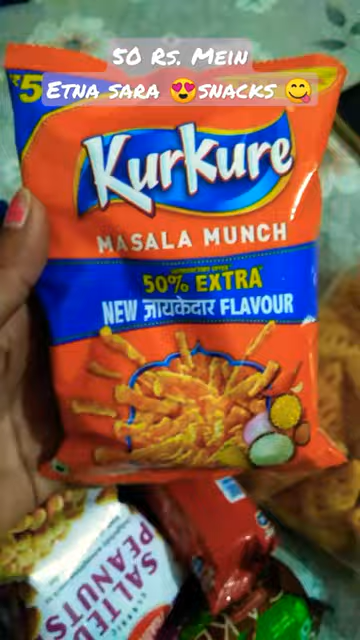 50 Rs. Mein
Etna sara 😍 snacks 😋
₹5
Kurkure
MASALA MUNCH
50% EXTRA
NEW ज़ायकेदार FLAVOUR
SALTED
PEANUTS